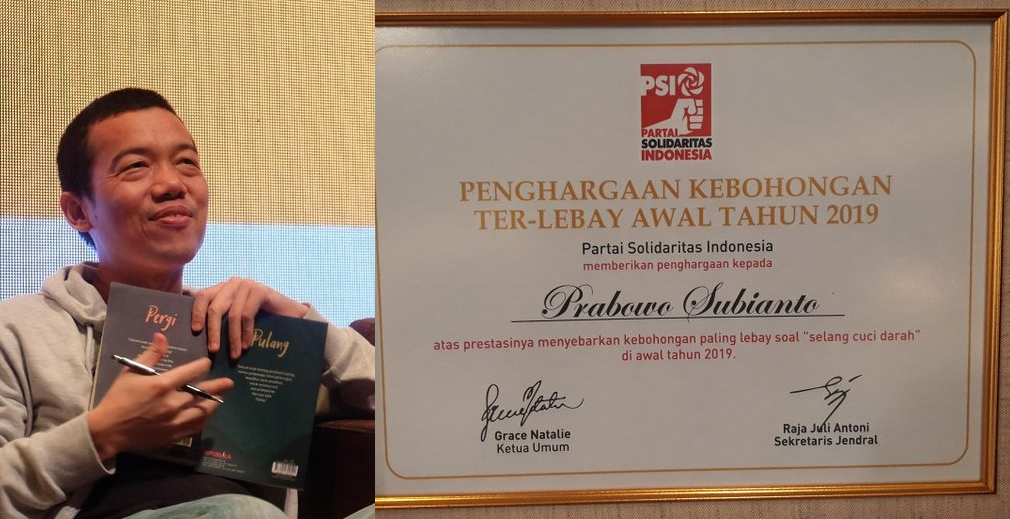 Pergi
Pulang
PSI
PARTAI
SOLIDARITAS
INDONESIA
PENGHARGAAN KEBOHONGAN
TER-LEBAY AWAL TAHUN 2019
Partai Solidaritas Indonesia
memberikan penghargaan kepada
Prabowo Subianto
atas prestasinya menyebarkan kebohongan paling lebay soal "selang cuci darah"
di awal tahun 2019.
Grace Natalie
Ketua Umum
Raja Juli Antoni
Sekretaris Jendral